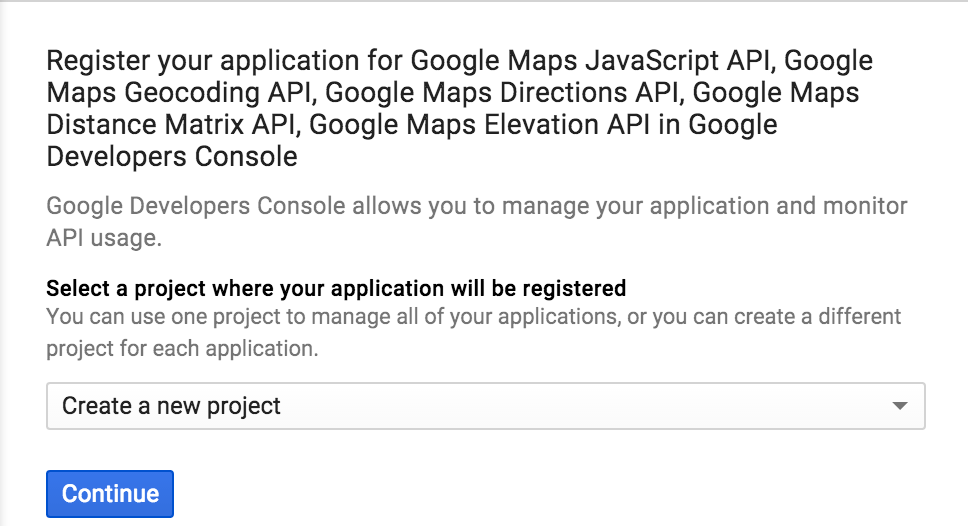 Register your application for Google Maps JavaScript API, Google
Maps Geocoding API, Google Maps Directions API, Google Maps
Distance Matrix API, Google Maps Elevation API in Google
Developers Console
Google Developers Console allows you to manage your application and monitor
API usage.
Select a project where your application will be registered
You can use one project to manage all of your applications, or you can create a different
project for each application.
Create a new project
Continue